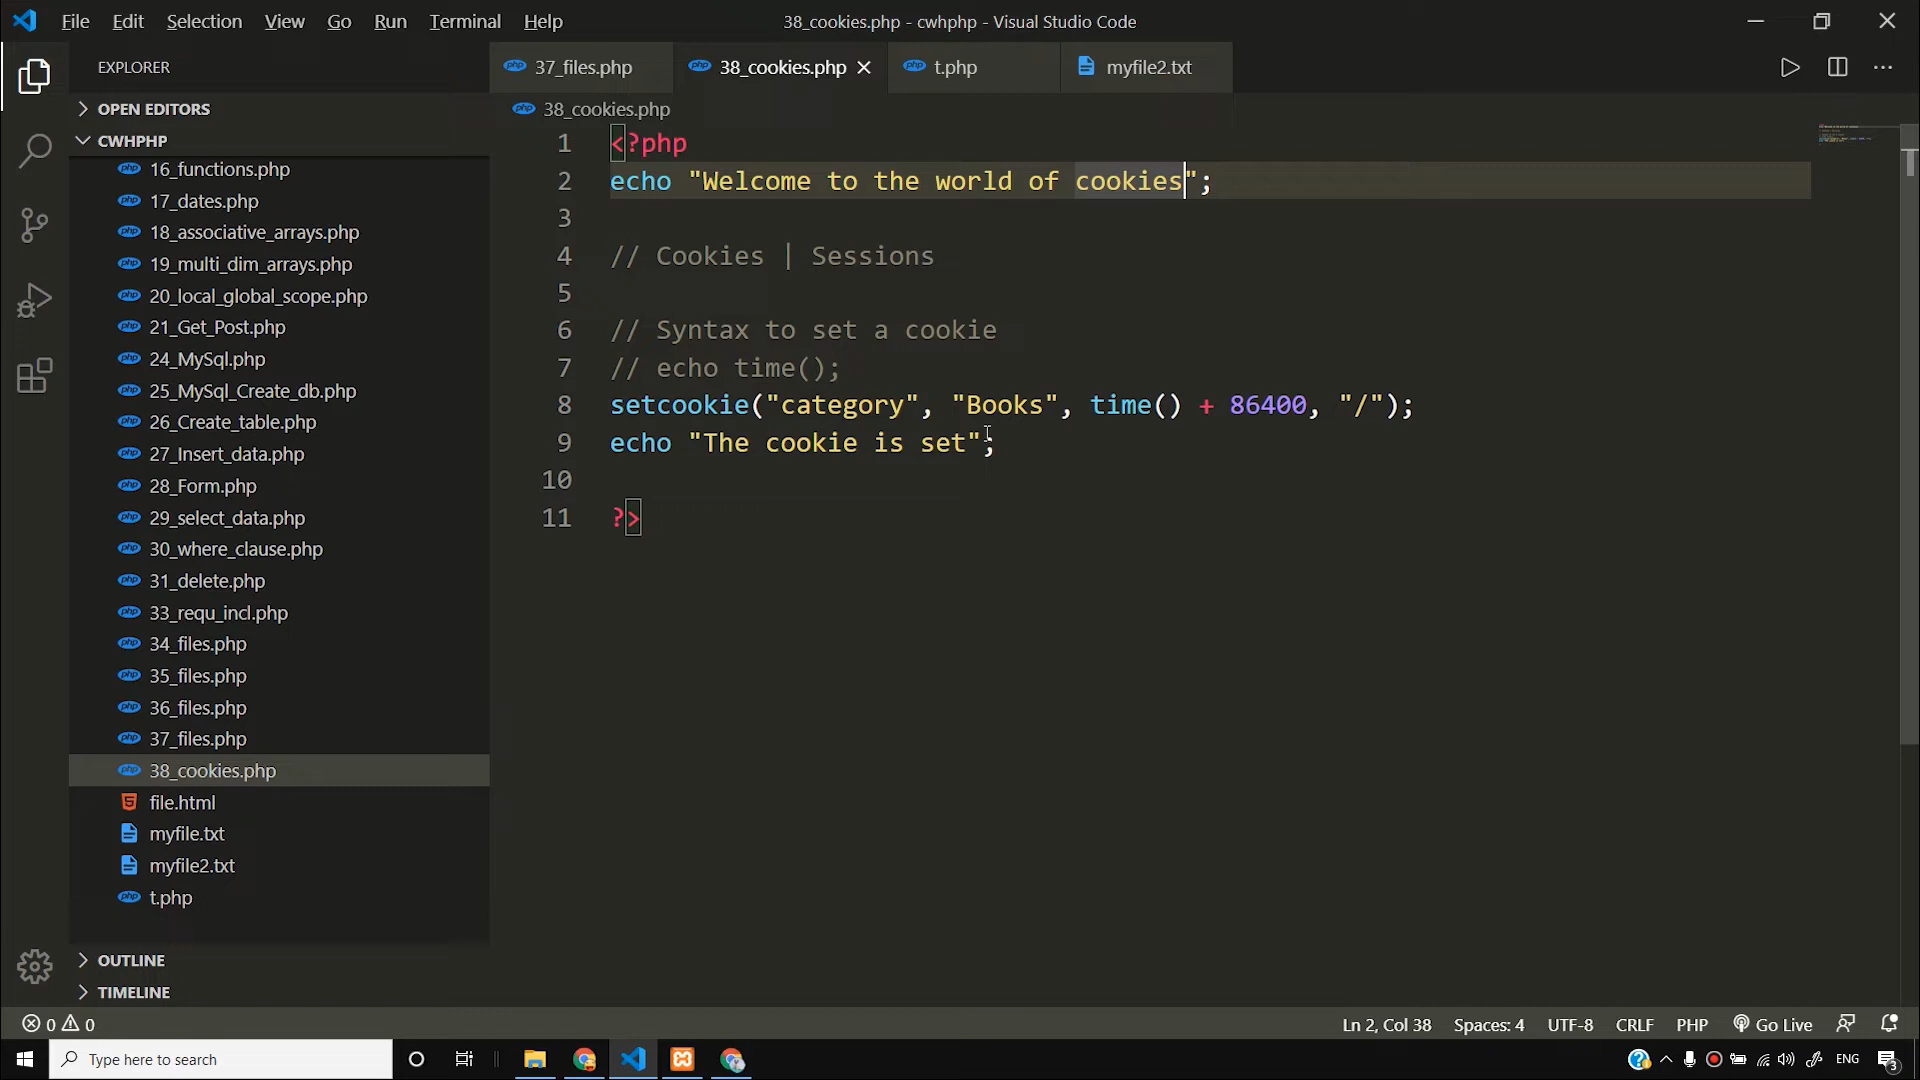 File Edit Selection View Go Run Terminal Help 38_cookies.php - cwhphp - Visual Studio Code
EXPLORER
OPEN EDITORS
CWHPHP
16_functions.php
17_dates.php
18_associative_arrays.php
19_multi_dim_arrays.php
20_local_global_scope.php
21_Get_Post.php
24_MySql.php
25_MySql_Create_db.php
26_Create_table.php
27_Insert_data.php
28_Form.php
29_select_data.php
30_where_clause.php
31_delete.php
33_requ_incl.php
34_files.php
35_files.php
36_files.php
37_files.php
38_cookies.php
file.html
myfile.txt
myfile2.txt
t.php
OUTLINE
TIMELINE
37_files.php 38_cookies.php t.php myfile2.txt
38_cookies.php
1 <?php
2 echo "Welcome to the world of cookies";
3
4 // Cookies | Sessions
5
6 // Syntax to set a cookie
7 // echo time();
8 setcookie("category", "Books", time() + 86400, "/");
9 echo "The cookie is set";
10
11 ?>
0 0 Ln 2, Col 38 Spaces: 4 UTF-8 CRLF PHP Go Live
Type here to search ENG 3